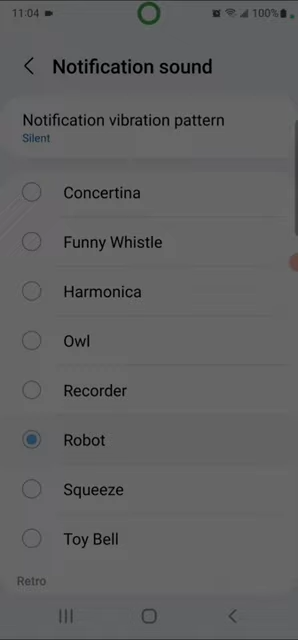 11:04
100%
Notification sound
Notification vibration pattern
Silent
Concertina
Funny Whistle
Harmonica
Owl
Recorder
Robot
Squeeze
Toy Bell
Retro